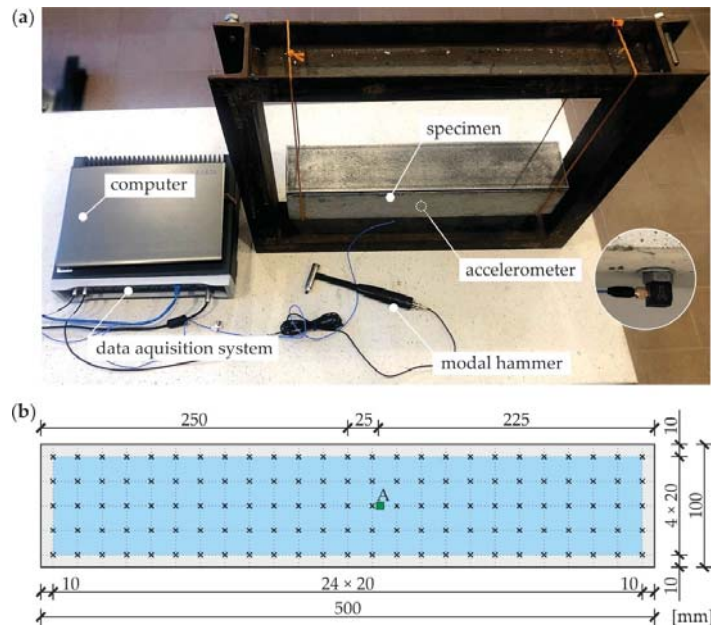 (a)
specimen
computer
accelerometer
data aquisition system
modal hammer
(b)
250
25
225
10
A
4 × 20
100
10
24 × 20
10
10
500
[mm]